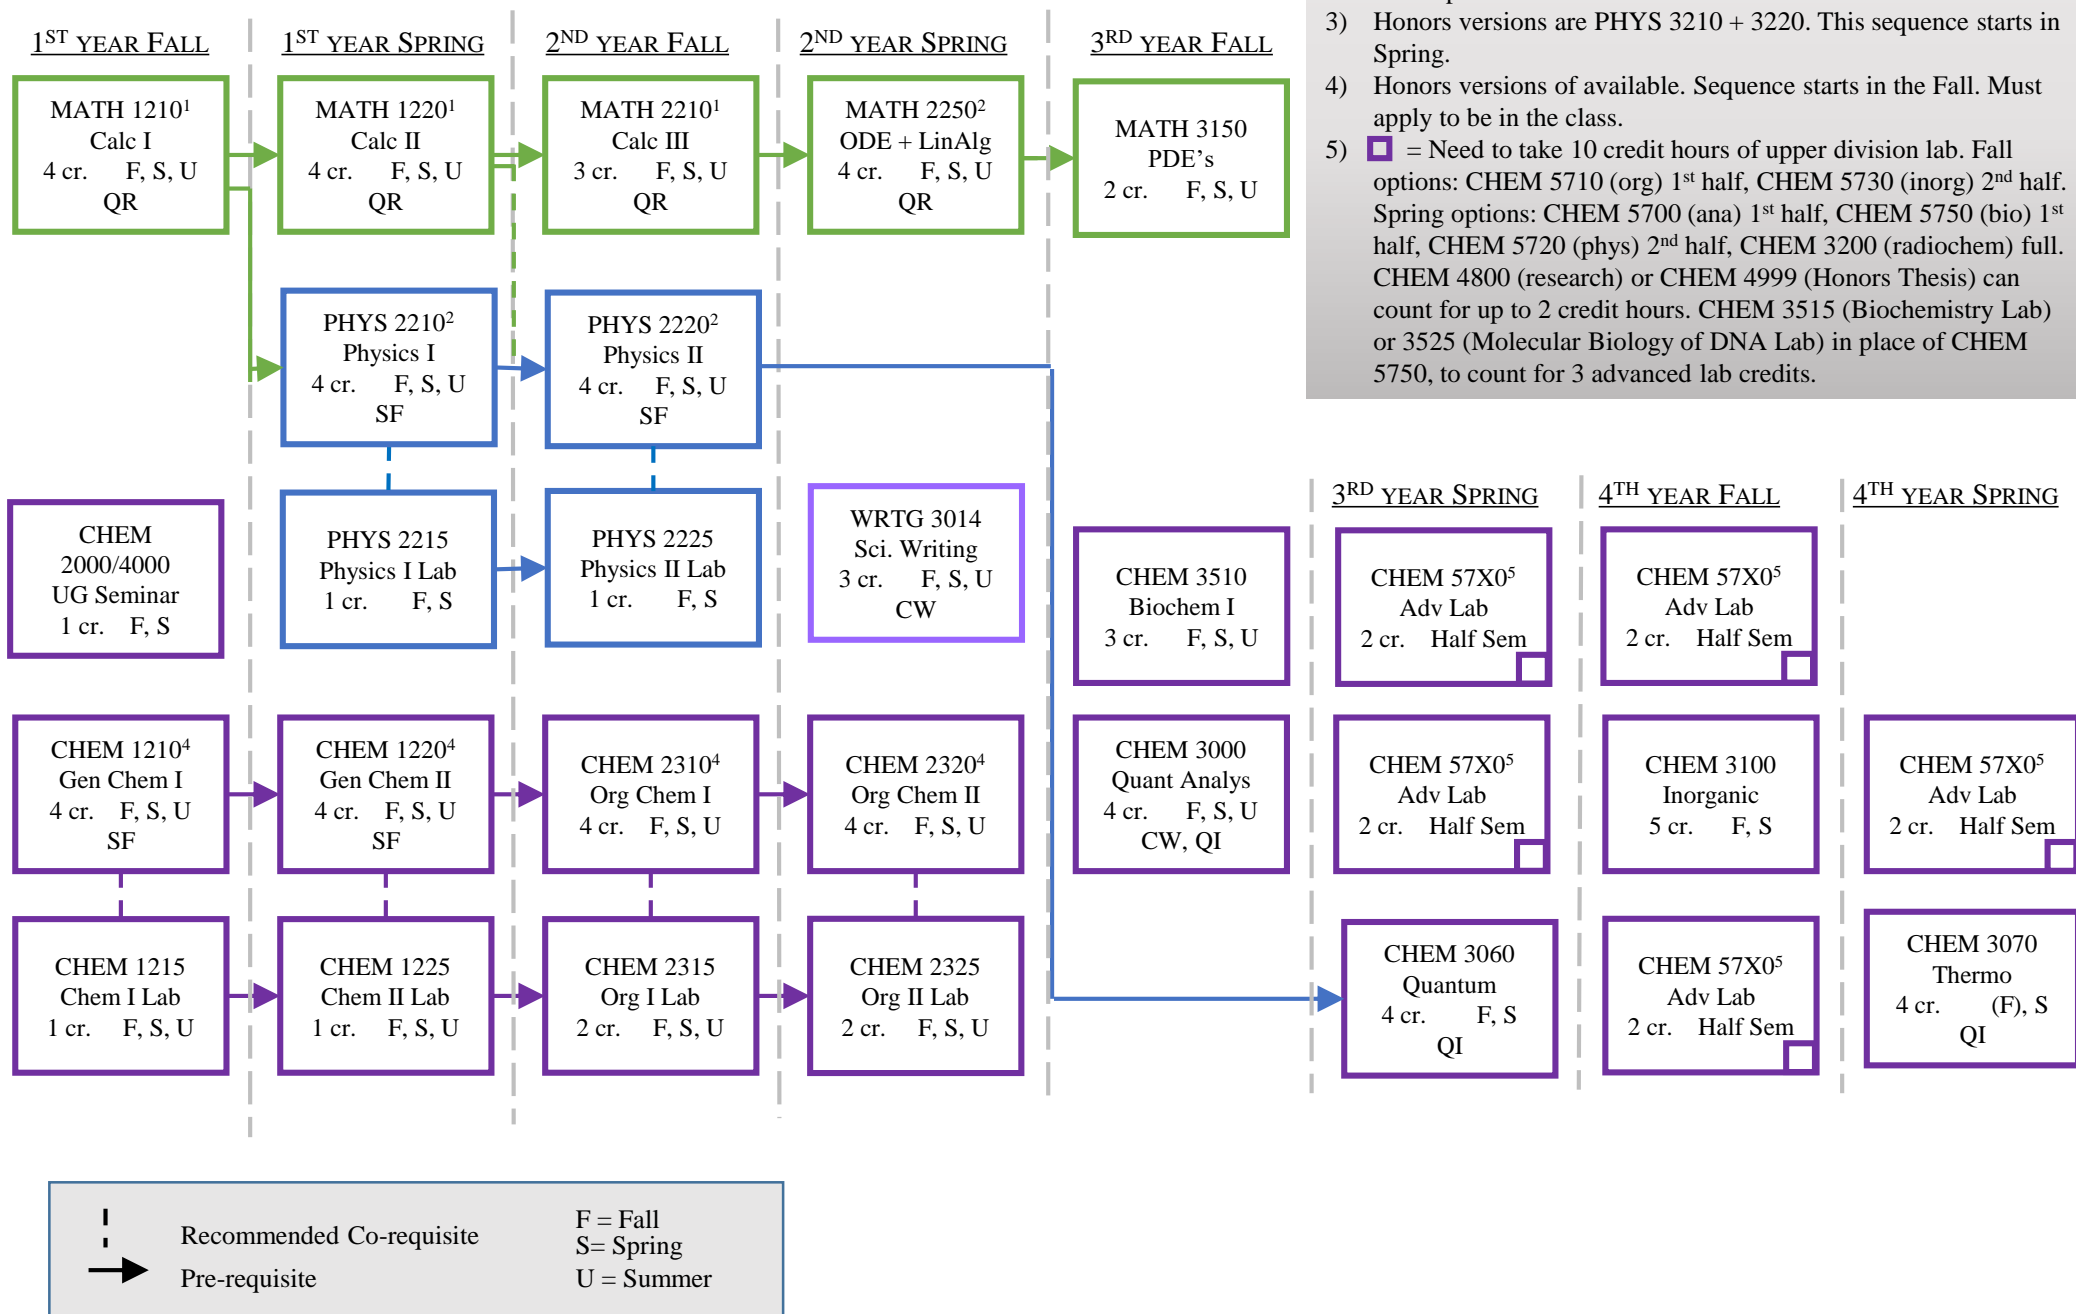 1ST YEAR FALL
MATH 1210¹
Calc I
4 cr. F, S, U
QR
CHEM
2000/4000
UG Seminar
1 cr. F, S
CHEM 1210⁴
Gen Chem I
4 cr. F, S, U
SF
CHEM 1215
Chem I Lab
1 cr. F, S, U
1ST YEAR SPRING
MATH 1220¹
Calc II
4 cr. F, S, U
QR
PHYS 2210²
Physics I
4 cr. F, S, U
SF
PHYS 2215
Physics I Lab
1 cr. F, S
CHEM 1220⁴
Gen Chem II
4 cr. F, S, U
SF
CHEM 1225
Chem II Lab
1 cr. F, S, U
2ND YEAR FALL
MATH 2210¹
Calc III
3 cr. F, S, U
QR
PHYS 2220²
Physics II
4 cr. F, S, U
SF
PHYS 2225
Physics II Lab
1 cr. F, S
CHEM 2310⁴
Org Chem I
4 cr. F, S, U
CHEM 2315
Org I Lab
2 cr. F, S, U
2ND YEAR SPRING
MATH 2250²
ODE + LinAlg
4 cr. F, S, U
QR
WRTG 3014
Sci. Writing
3 cr. F, S, U
CW
CHEM 2320⁴
Org Chem II
4 cr. F, S, U
CHEM 2325
Org II Lab
2 cr. F, S, U
3RD YEAR FALL
MATH 3150
PDE’s
2 cr. F, S, U
CHEM 3510
Biochem I
3 cr. F, S, U
CHEM 3000
Quant Analys
4 cr. F, S, U
CW, QI
3) Honors versions are PHYS 3210 + 3220. This sequence starts in
Spring.
4) Honors versions of available. Sequence starts in the Fall. Must
apply to be in the class.
5) = Need to take 10 credit hours of upper division lab. Fall
options: CHEM 5710 (org) 1st half, CHEM 5730 (inorg) 2nd half.
Spring options: CHEM 5700 (ana) 1st half, CHEM 5750 (bio) 1st
half, CHEM 5720 (phys) 2nd half, CHEM 3200 (radiochem) full.
CHEM 4800 (research) or CHEM 4999 (Honors Thesis) can
count for up to 2 credit hours. CHEM 3515 (Biochemistry Lab)
or 3525 (Molecular Biology of DNA Lab) in place of CHEM
5750, to count for 3 advanced lab credits.
3RD YEAR SPRING
CHEM 57X0⁵
Adv Lab
2 cr. Half Sem
CHEM 57X0⁵
Adv Lab
2 cr. Half Sem
CHEM 3060
Quantum
4 cr. F, S
QI
4TH YEAR FALL
CHEM 57X0⁵
Adv Lab
2 cr. Half Sem
CHEM 3100
Inorganic
5 cr. F, S
CHEM 57X0⁵
Adv Lab
2 cr. Half Sem
4TH YEAR SPRING
CHEM 57X0⁵
Adv Lab
2 cr. Half Sem
CHEM 3070
Thermo
4 cr. (F), S
QI
Recommended Co-requisite
Pre-requisite
F = Fall
S= Spring
U = Summer